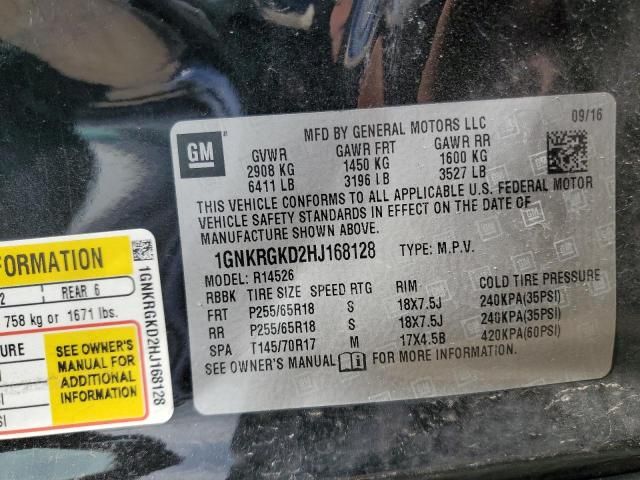 GM
MFD BY GENERAL MOTORS LLC
09/16
GVWR GAWR FRT GAWR RR
2908 KG 1450 KG 1600 KG
6411 LB 3196 LB 3527 LB
THIS VEHICLE CONFORMS TO ALL APPLICABLE U.S. FEDERAL MOTOR
VEHICLE SAFETY STANDARDS IN EFFECT ON THE DATE OF
MANUFACTURE SHOWN ABOVE.
1GNKRGKD2HJ168128 TYPE: M.P.V.
MODEL: R14526
RBBK TIRE SIZE SPEED RTG RIM COLD TIRE PRESSURE
FRT P255/65R18 S 18X7.5J 240KPA(35PSI)
RR P255/65R18 S 18X7.5J 240KPA(35PSI)
SPA T145/70R17 M 17X4.5B 420KPA(60PSI)
SEE OWNER'S MANUAL FOR MORE INFORMATION.
FORMATION
2 REAR 6
758 kg or 1671 lbs.
SURE
SEE OWNER'S
MANUAL FOR
ADDITIONAL
INFORMATION
1GNKRGKD2HJ168128